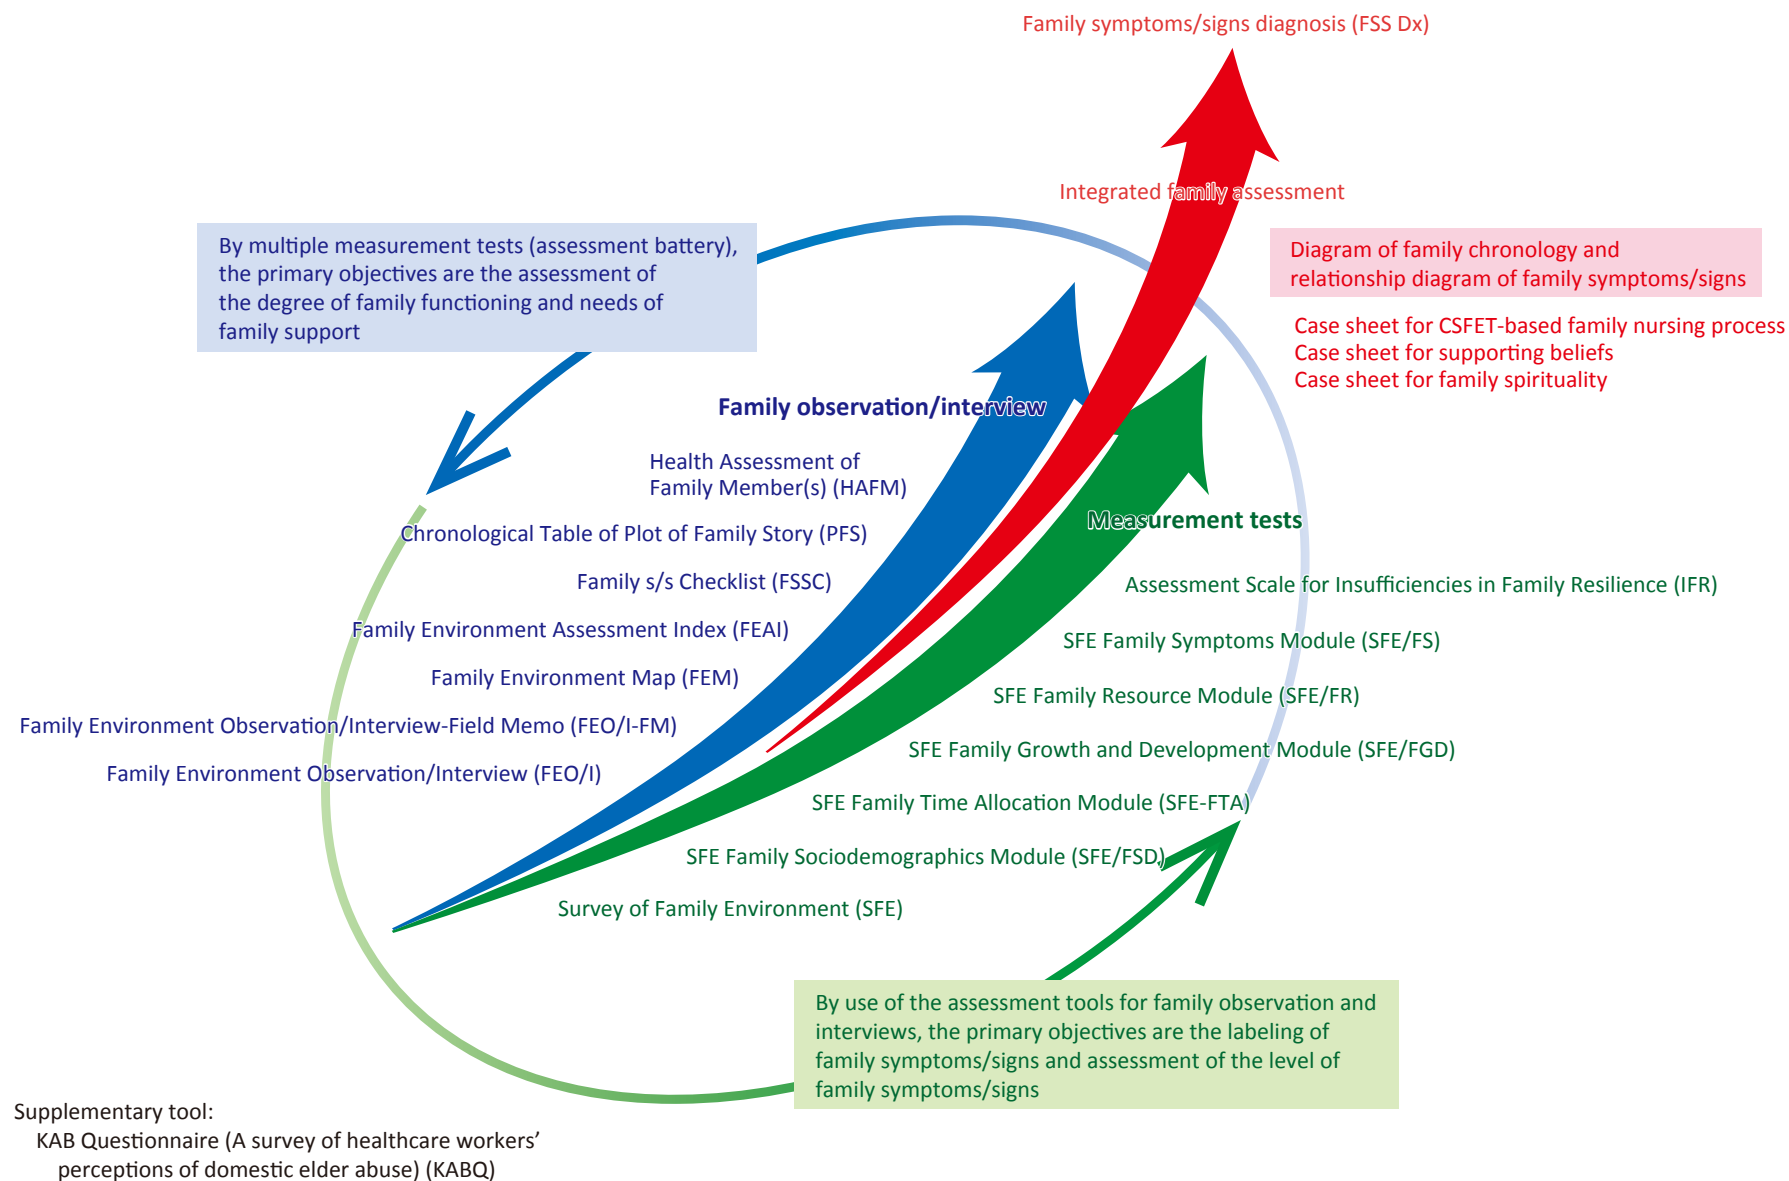 Family symptoms/signs diagnosis (FSS Dx)
Integrated family assessment
By multiple measurement tests (assessment battery),
the primary objectives are the assessment of
the degree of family functioning and needs of
family support
Diagram of family chronology and
relationship diagram of family symptoms/signs
Case sheet for CSFET-based family nursing process
Case sheet for supporting beliefs
Case sheet for family spirituality
Family observation/interview
Health Assessment of
Family Member(s) (HAFM)
Chronological Table of Plot of Family Story (PFS)
Family s/s Checklist (FSSC)
Family Environment Assessment Index (FEAI)
Family Environment Map (FEM)
Family Environment Observation/Interview-Field Memo (FEO/I-FM)
Family Environment Observation/Interview (FEO/I)
Measurement tests
Assessment Scale for Insufficiencies in Family Resilience (IFR)
SFE Family Symptoms Module (SFE/FS)
SFE Family Resource Module (SFE/FR)
SFE Family Growth and Development Module (SFE/FGD)
SFE Family Time Allocation Module (SFE-FTA)
SFE Family Sociodemographics Module (SFE/FSD)
Survey of Family Environment (SFE)
By use of the assessment tools for family observation and
interviews, the primary objectives are the labeling of
family symptoms/signs and assessment of the level of
family symptoms/signs
Supplementary tool:
KAB Questionnaire (A survey of healthcare workers’
perceptions of domestic elder abuse) (KABQ)